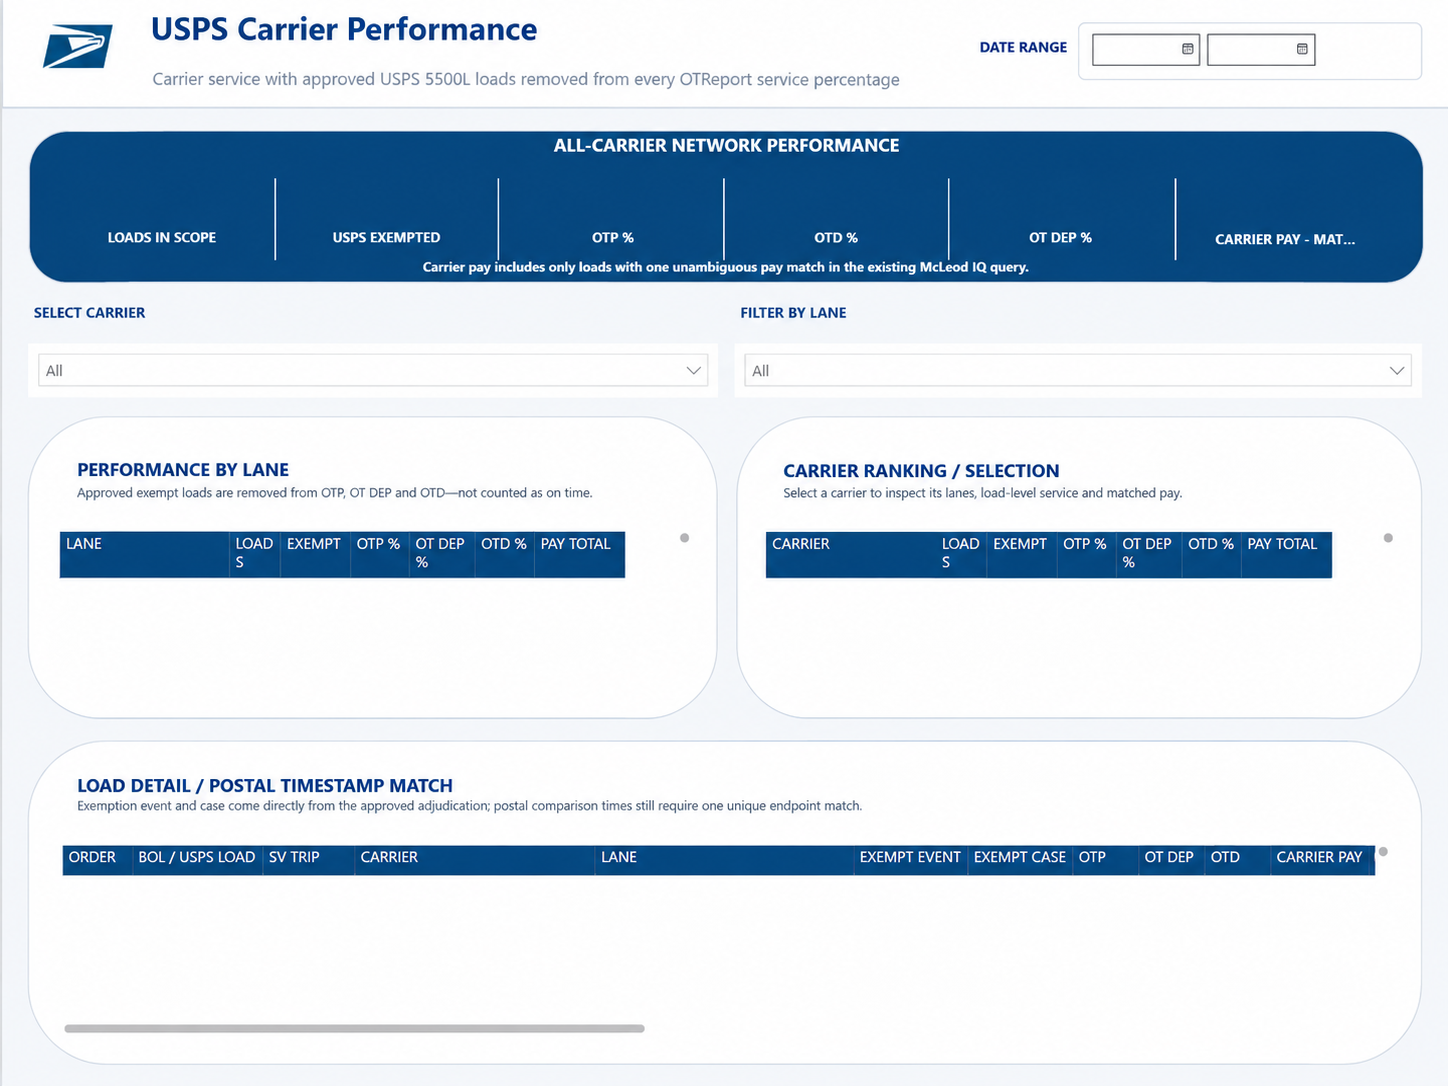 USPS Carrier Performance
Carrier service with approved USPS 5500L loads removed from every OTReport service percentage
DATE RANGE
ALL-CARRIER NETWORK PERFORMANCE
LOADS IN SCOPE
USPS EXEMPTED
OTP %
OTD %
OT DEP %
CARRIER PAY - MAT...
Carrier pay includes only loads with one unambiguous pay match in the existing McLeod IQ query.
SELECT CARRIER
All
FILTER BY LANE
All
PERFORMANCE BY LANE
Approved exempt loads are removed from OTP, OT DEP and OTD—not counted as on time.
LANE LOAD EXEMPT OTP % OT DEP OTD % PAY TOTAL
S %
CARRIER RANKING / SELECTION
Select a carrier to inspect its lanes, load-level service and matched pay.
CARRIER LOAD EXEMPT OTP % OT DEP OTD % PAY TOTAL
S %
LOAD DETAIL / POSTAL TIMESTAMP MATCH
Exemption event and case come directly from the approved adjudication; postal comparison times still require one unique endpoint match.
ORDER BOL / USPS LOAD SV TRIP CARRIER LANE EXEMPT EVENT EXEMPT CASE OTP OT DEP OTD CARRIER PAY